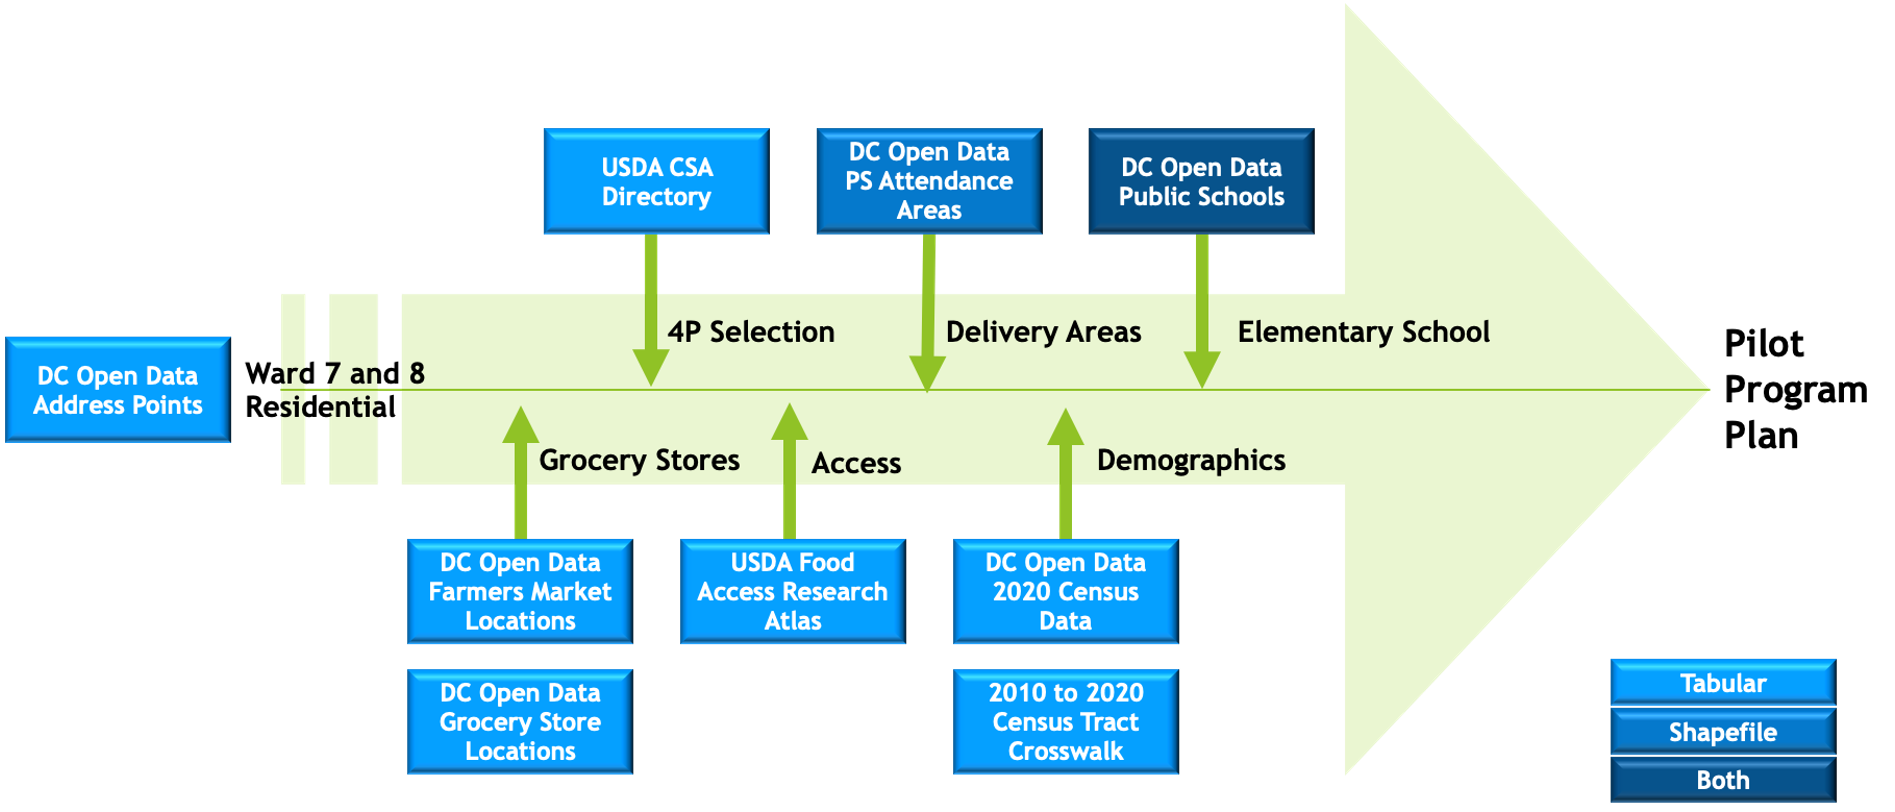 USDA CSA
Directory
DC Open Data
PS Attendance
Areas
DC Open Data
Public Schools
4P Selection
Delivery Areas
Elementary School
DC Open Data
Address Points
Ward 7 and 8
Residential
Pilot
Program
Plan
Grocery Stores
Access
Demographics
DC Open Data
Farmers Market
Locations
USDA Food
Access Research
Atlas
DC Open Data
2020 Census
Data
DC Open Data
Grocery Store
Locations
2010 to 2020
Census Tract
Crosswalk
Tabular
Shapefile
Both